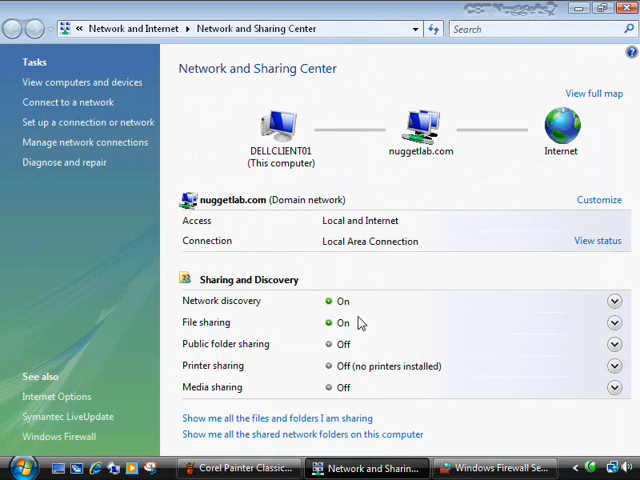 CBT Nuggets
Network and Internet
Network and Sharing Center
Search
Tasks
View computers and devices
Connect to a network
Set up a connection or network
Manage network connections
Diagnose and repair
See also
Internet Options
Symantec LiveUpdate
Windows Firewall
Network and Sharing Center
View full map
DELLCLIENT01
(This computer)
nuggetlab.com
Internet
nuggetlab.com (Domain network)
Customize
Access Local and Internet
Connection Local Area Connection
View status
Sharing and Discovery
Network discovery On
File sharing On
Public folder sharing Off
Printer sharing Off (no printers installed)
Media sharing Off
Show me all the files and folders I am sharing
Show me all the shared network folders on this computer
Corel Painter Classic...
Network and Sharin...
Windows Firewall Se...
6:11 PM